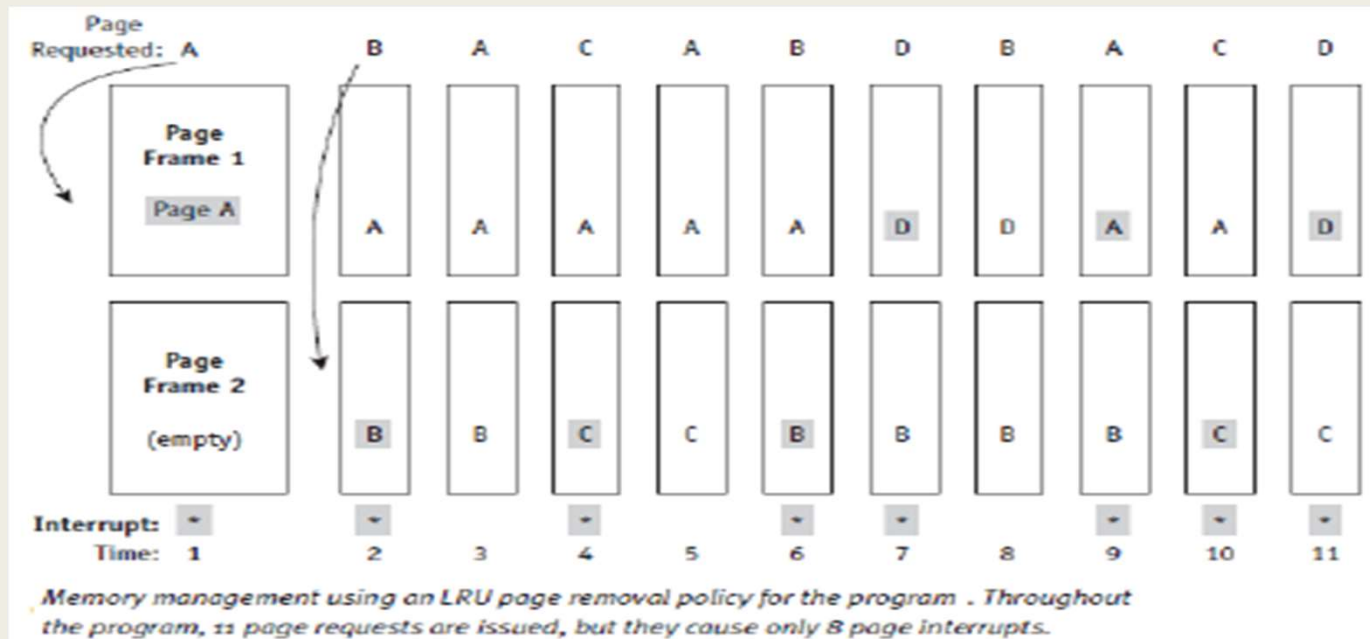 Page
Requested: A B A C A B D B A C D
Page
Frame 1
Page A
A A A A A D D A A D
Page
Frame 2
(empty)
B B C C B B B B C C
Interrupt: * * * * * * * *
Time: 1 2 3 4 5 6 7 8 9 10 11
Memory management using an LRU page removal policy for the program . Throughout
the program, 11 page requests are issued, but they cause only 8 page interrupts.